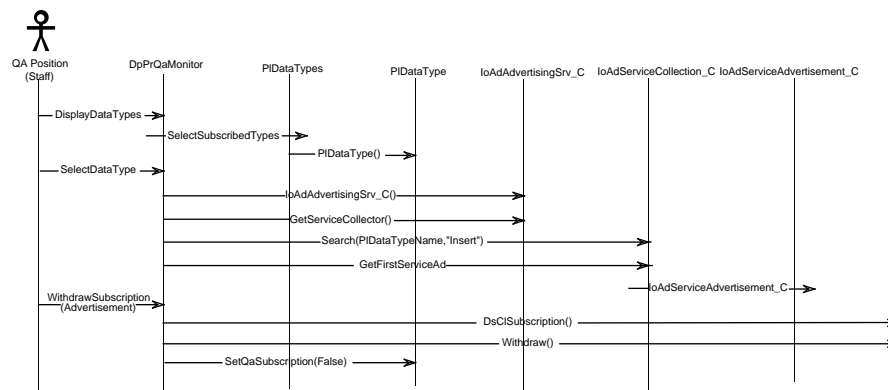 QA Position
(Staff)
DpPrQaMonitor
PlDataTypes
PlDataType
IoAdAdvertisingSrv_C
IoAdServiceCollection_C
IoAdServiceAdvertisement_C
DisplayDataTypes
SelectSubscribedTypes
PlDataType()
SelectDataType
IoAdAdvertisingSrv_C()
GetServiceCollector()
Search(PlDataTypeName,"Insert")
GetFirstServiceAd
IoAdServiceAdvertisement_C
WithdrawSubscription
(Advertisement)
DsClSubscription()
Withdraw()
SetQaSubscription(False)